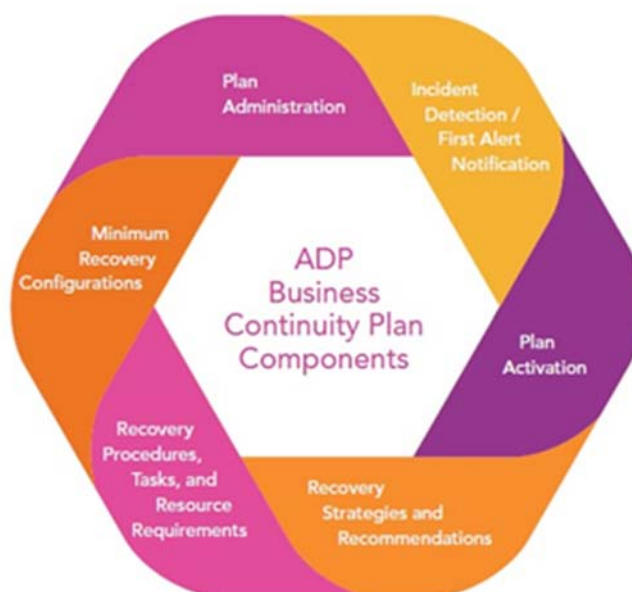 Plan
Administration
Incident
Detection /
First Alert
Notification
Plan
Activation
Recovery
Strategies and
Recommendations
Recovery
Procedures,
Tasks, and
Resource
Requirements
Minimum
Recovery
Configurations
ADP
Business
Continuity Plan
Components